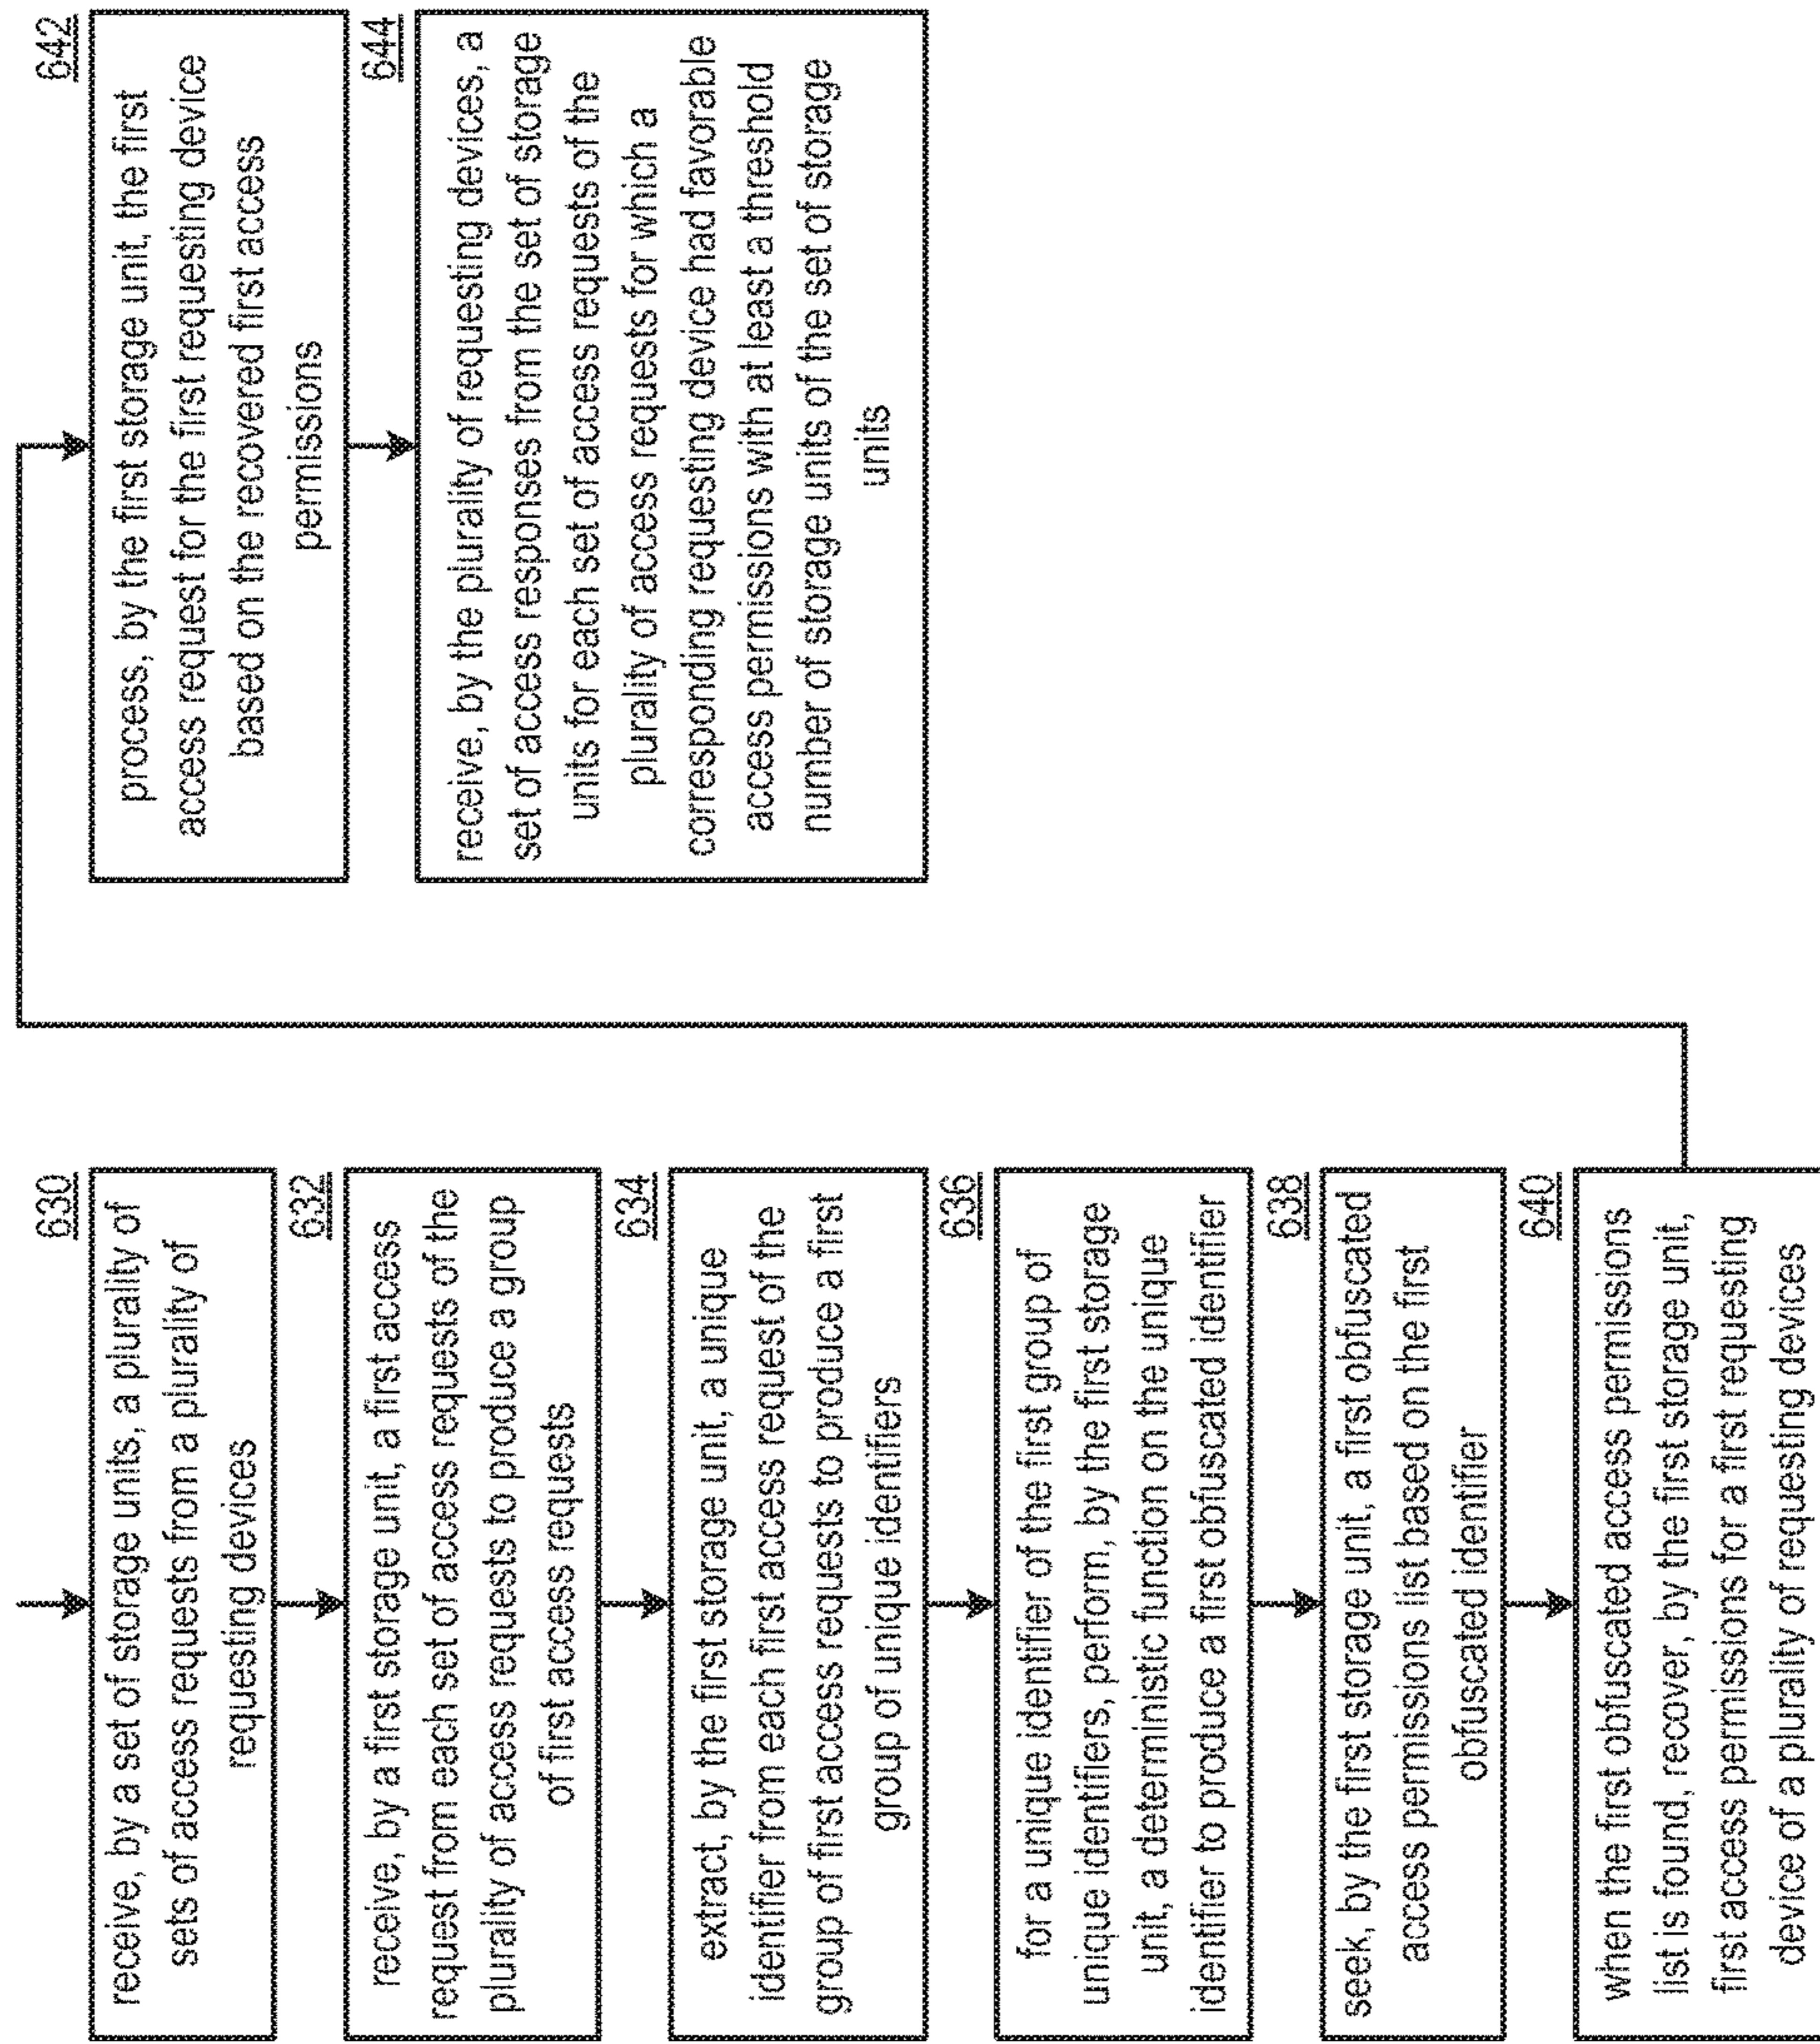 630
receive, by a set of storage units, a plurality of
sets of access requests from a plurality of
requesting devices
632
receive, by a first storage unit, a first access
request from each set of access requests of the
plurality of access requests to produce a group
of first access requests
634
extract, by the first storage unit, a unique
identifier from each first access request of the
group of first access requests to produce a first
group of unique identifiers
636
for a unique identifier of the first group of
unique identifiers, perform, by the first storage
unit, a deterministic function on the unique
identifier to produce a first obfuscated identifier
638
seek, by the first storage unit, a first obfuscated
access permissions list based on the first
obfuscated identifier
640
when the first obfuscated access permissions
list is found, recover, by the first storage unit,
first access permissions for a first requesting
device of a plurality of requesting devices
642
process, by the first storage unit, the first
access request for the first requesting device
based on the recovered first access
permissions
644
receive, by the plurality of requesting devices, a
set of access responses from the set of storage
units for each set of access requests of the
plurality of access requests for which a
corresponding requesting device had favorable
access permissions with at least a threshold
number of storage units of the set of storage
units